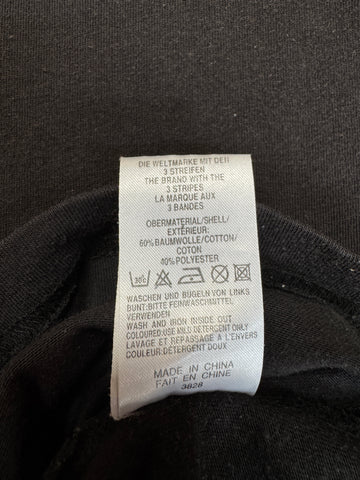 DIE WELTMARKE MIT DEN
3 STREIFEN
THE BRAND WITH THE
3 STRIPES
LA MARQUE AUX
3 BANDES
OBERMATERIAL/SHELL/
EXTÉRIEUR:
60%BAUMWOLLE/COTTON/
COTON
40%POLYESTER
30°
WASCHEN UND BÜGELN VON LINKS
BUNT:BITTE FEINWASCHMITTEL
VERWENDEN
WASH AND IRON INSIDE OUT
COLOURED:USE MILD DETERGENT ONLY
LAVAGE ET REPASSAGE A L'ENVERS
COULEUR:DÉTERGENT DOUX
MADE IN CHINA
FAIT EN CHINE
3828